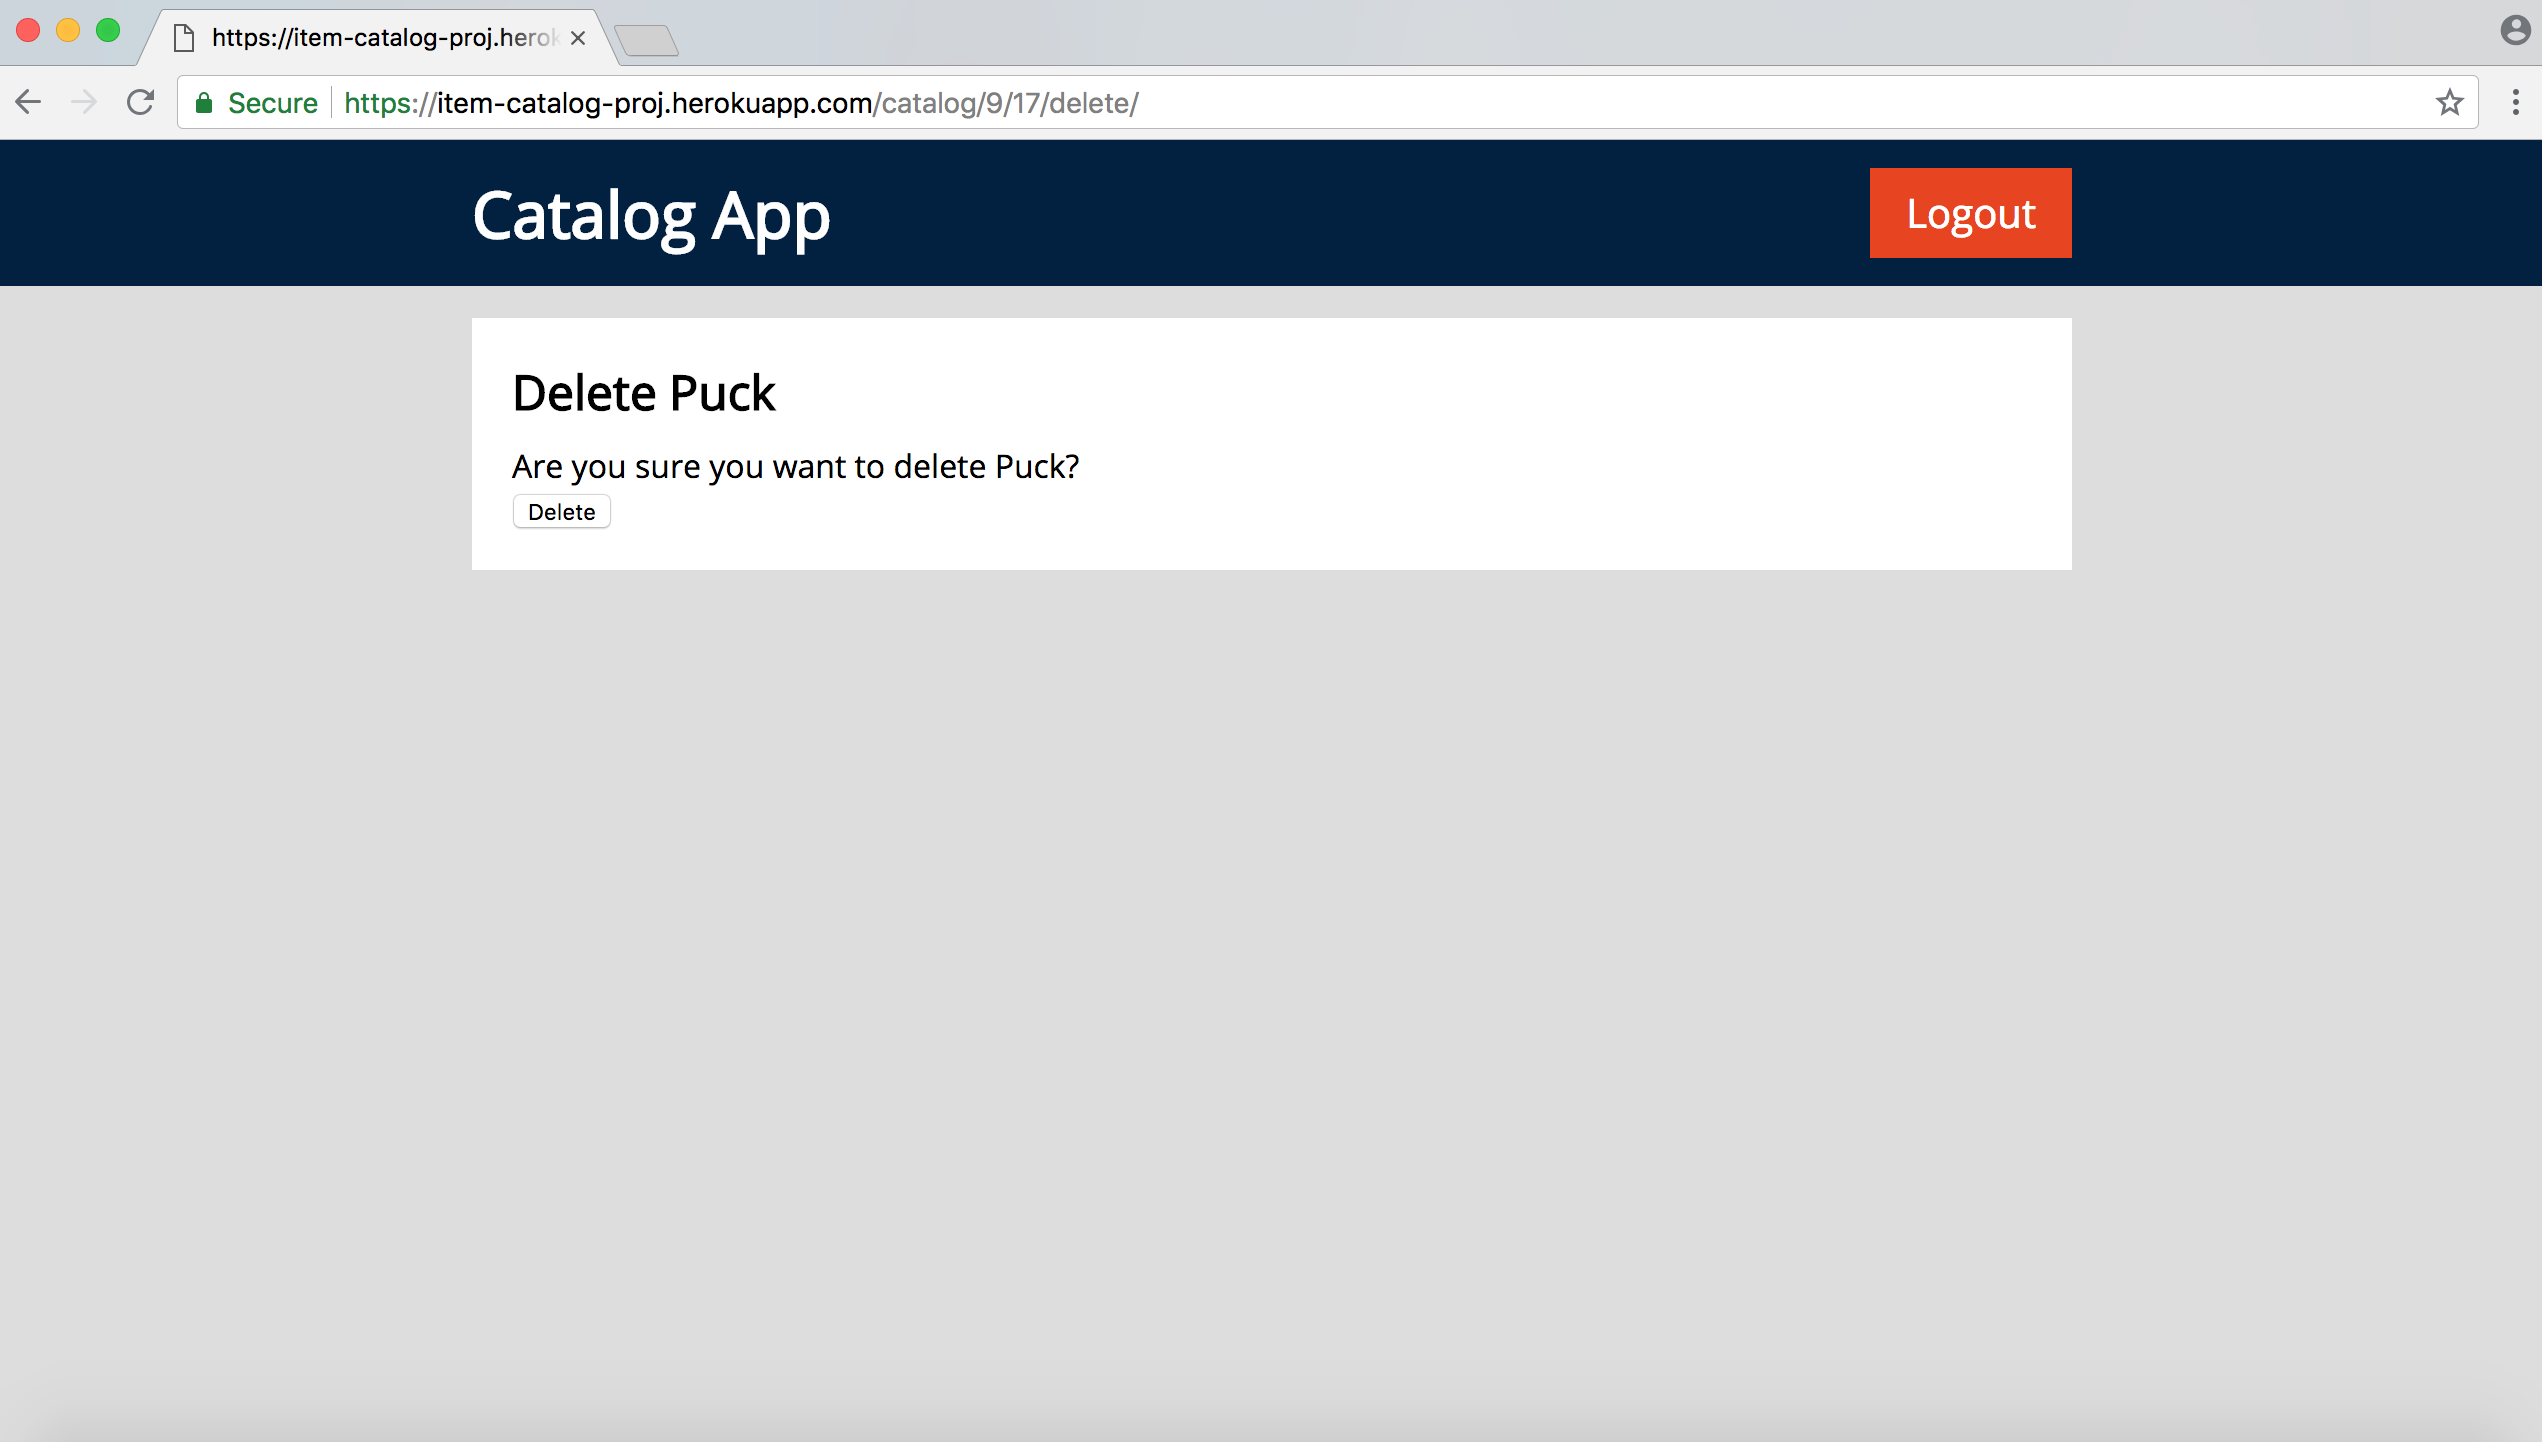 https://item-catalog-proj.herok
Secure https://item-catalog-proj.herokuapp.com/catalog/9/17/delete/
Catalog App
Logout
Delete Puck
Are you sure you want to delete Puck?
Delete